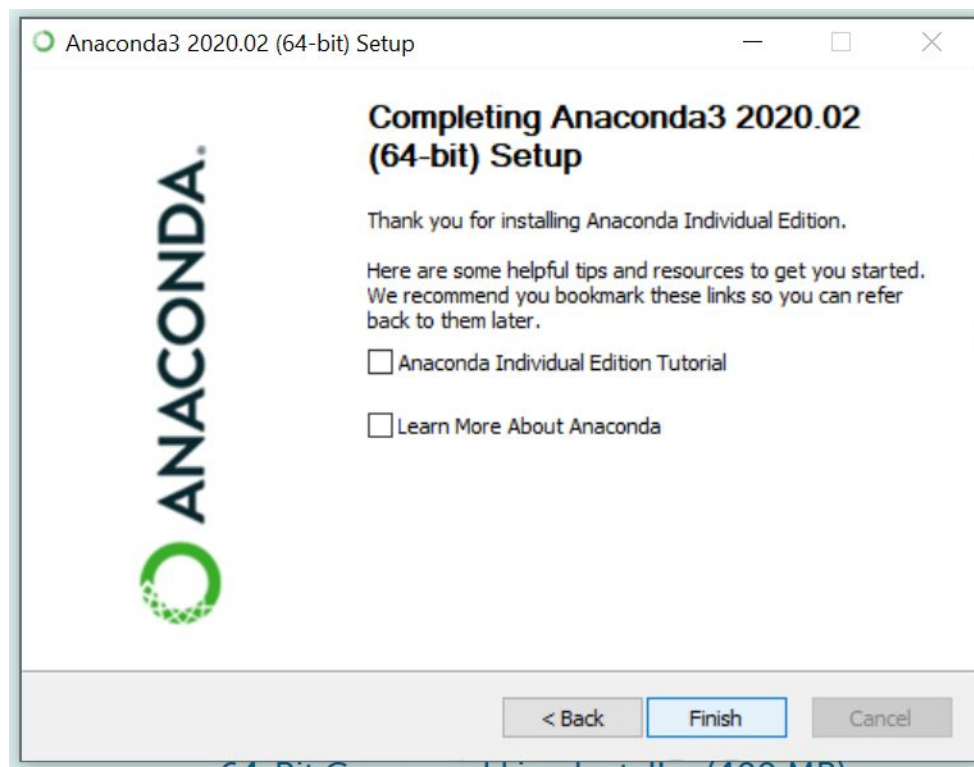 Anaconda3 2020.02 (64-bit) Setup
ANACONDA.
Completing Anaconda3 2020.02
(64-bit) Setup
Thank you for installing Anaconda Individual Edition.
Here are some helpful tips and resources to get you started.
We recommend you bookmark these links so you can refer
back to them later.
Anaconda Individual Edition Tutorial
Learn More About Anaconda
< Back
Finish
Cancel
64-Bit